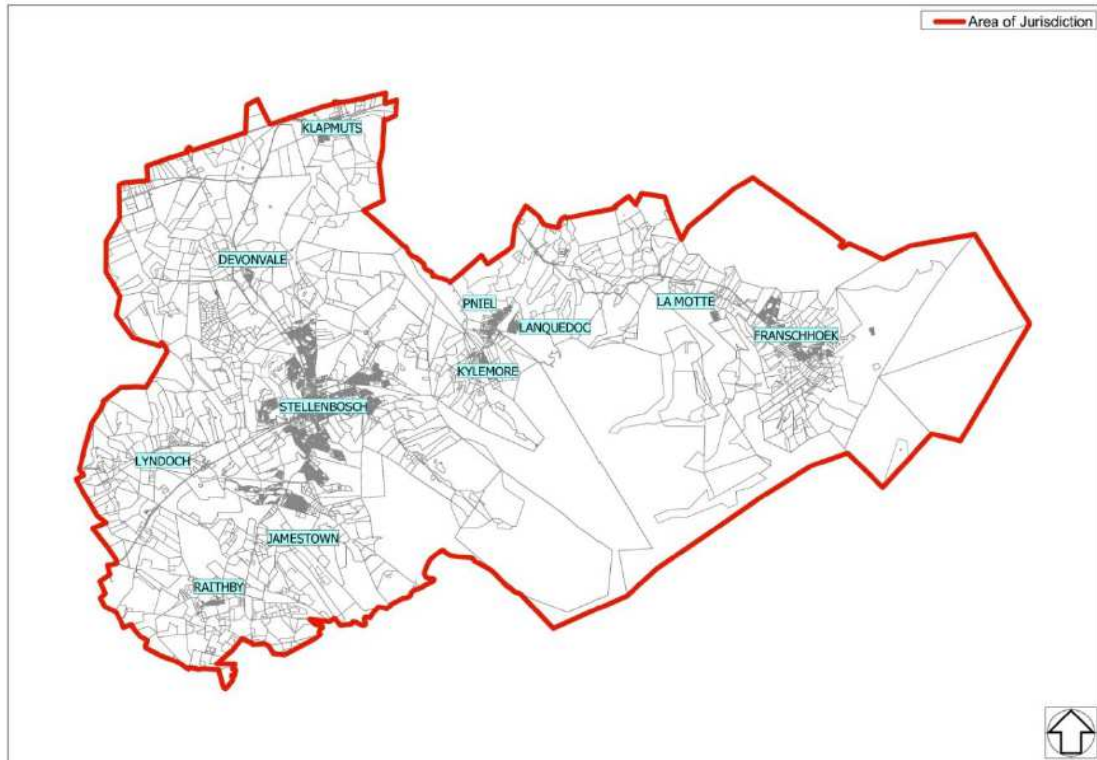 Area of Jurisdiction
KLAPMUTS
DEVONVALE
PNIEL
LANQUEDOC
LA MOTTE
FRANSCHHOEK
KYLEMORE
STELLENBOSCH
LYNDOCH
JAMESTOWN
RAITHBY